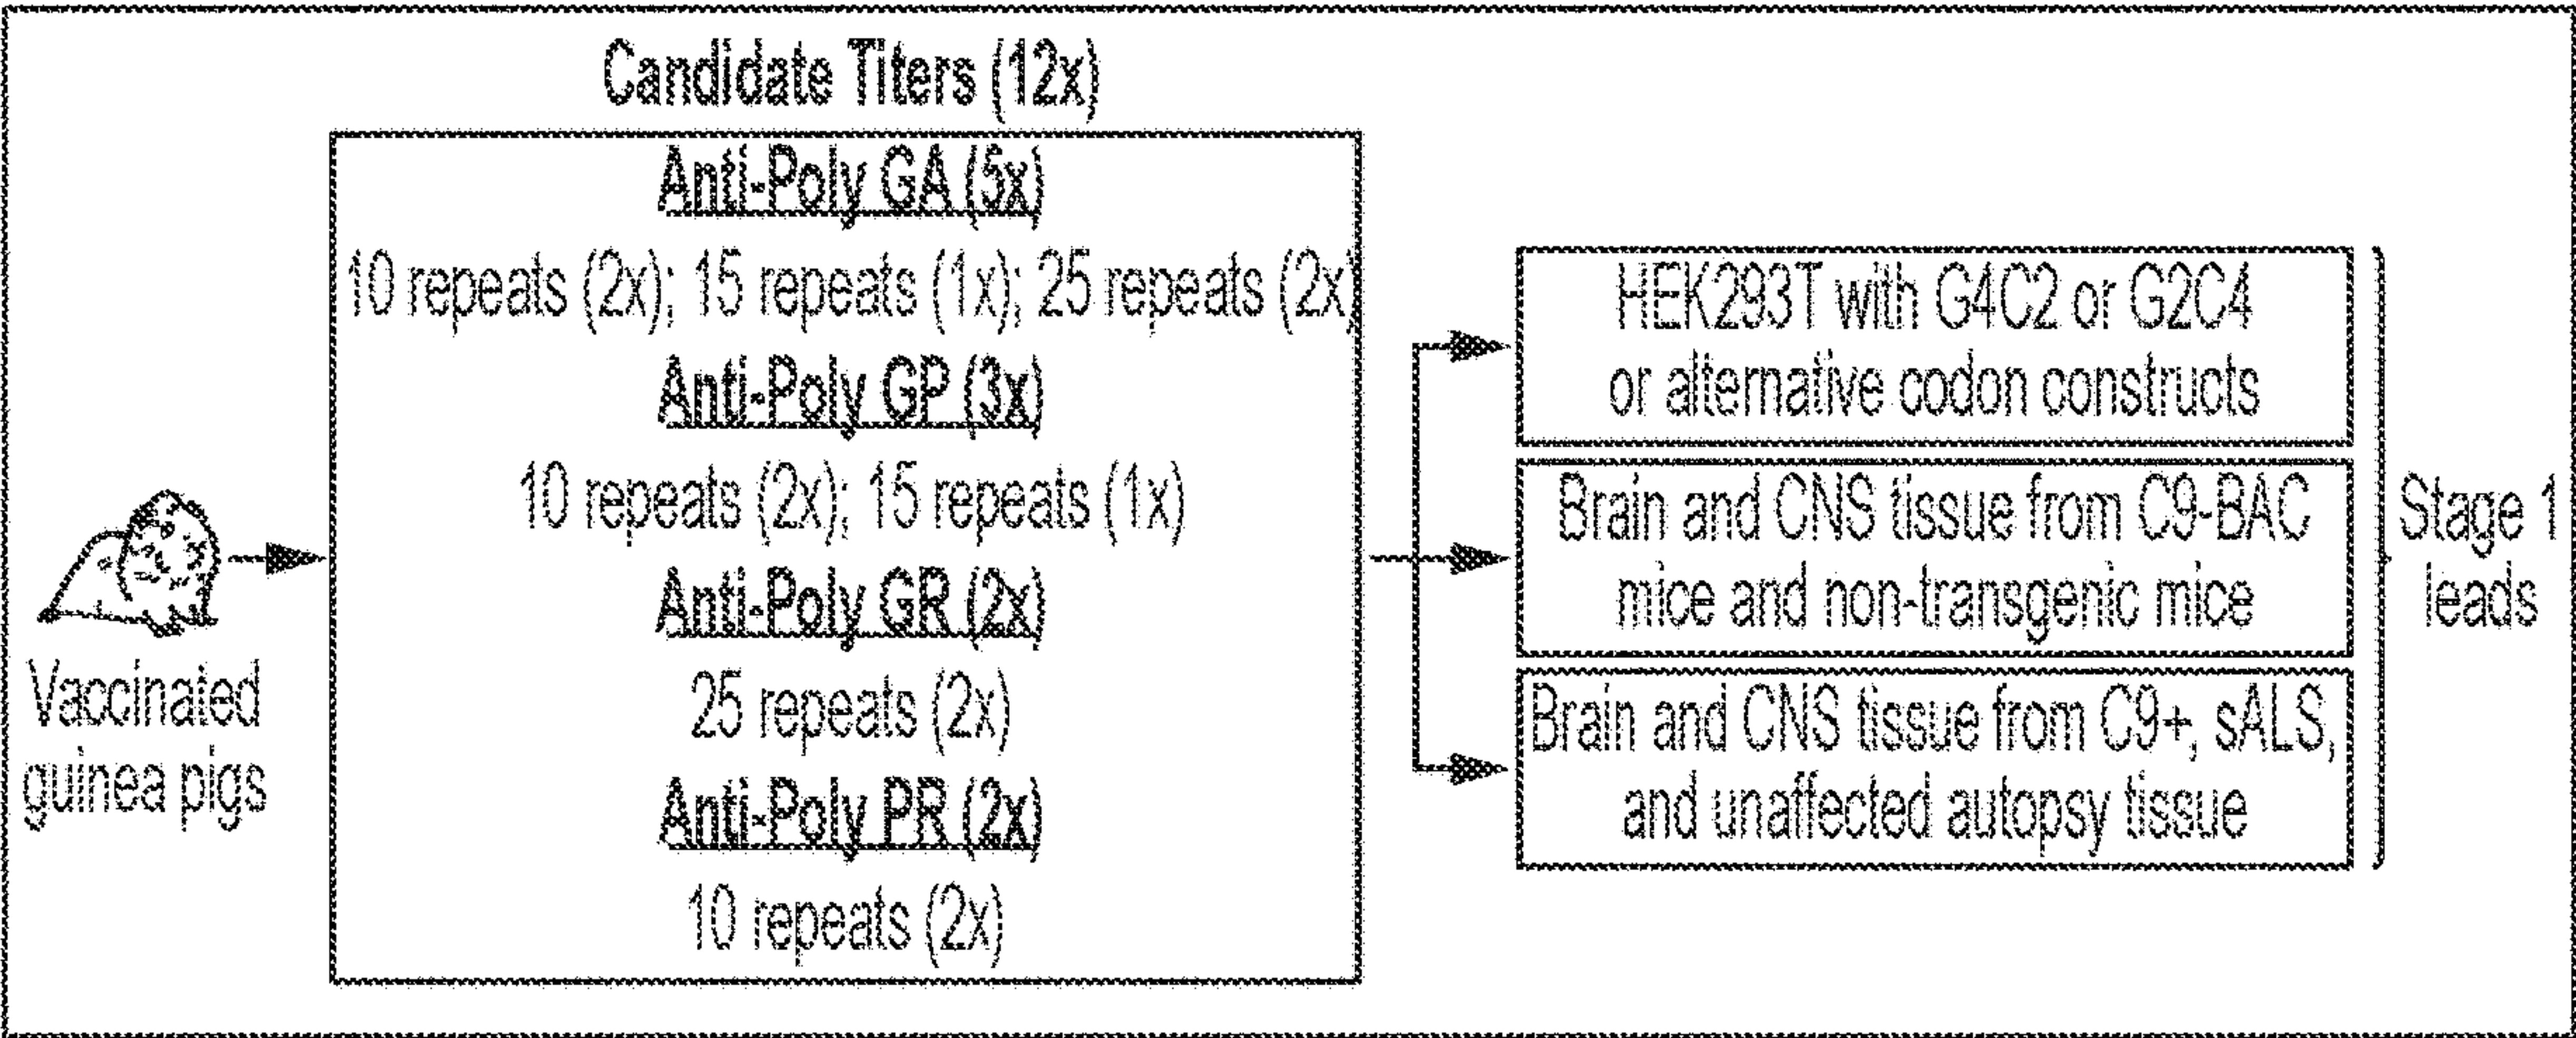 Candidate Titers (12x)
Anti-Poly GA (5x)
10 repeats (2x); 15 repeats (1x); 25 repeats (2x)
Anti-Poly GP (3x)
10 repeats (2x); 15 repeats (1x)
Anti-Poly GR (2x)
25 repeats (2x)
Anti-Poly PR (2x)
10 repeats (2x)
Vaccinated
guinea pigs
HEK293T with G4C2 or G2C4
or alternative codon constructs
Brain and CNS tissue from C9-BAC
mice and non-transgenic mice
Brain and CNS tissue from C9+, sALS,
and unaffected autopsy tissue
Stage 1
leads